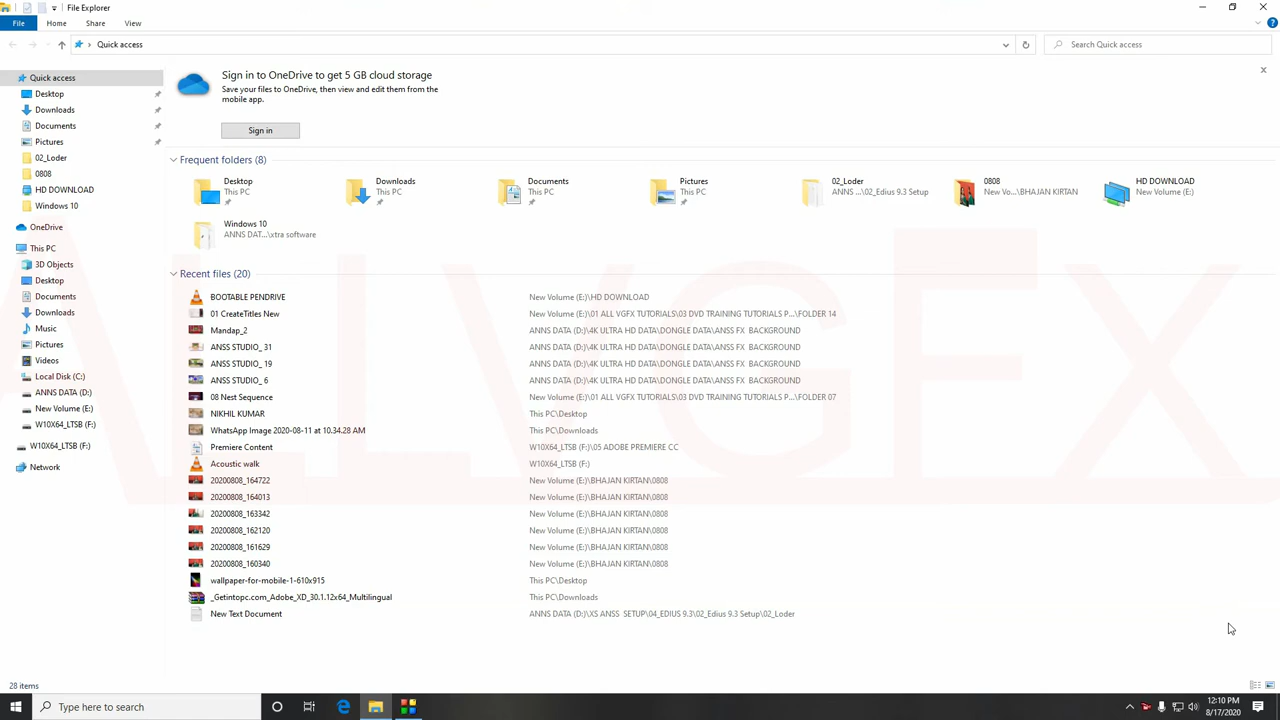 File Explorer
File Home Share View
Quick access
Search Quick access
Quick access
Desktop
Downloads
Documents
Pictures
02_Loder
0808
HD DOWNLOAD
Windows 10
OneDrive
This PC
3D Objects
Desktop
Documents
Downloads
Music
Pictures
Videos
Local Disk (C:)
ANNS DATA (D:)
New Volume (E:)
W10X64_LTSB (F:)
W10X64_LTSB (F:)
Network
Sign in to OneDrive to get 5 GB cloud storage
Save your files to OneDrive, then view and edit them from the
mobile app.
Sign in
Frequent folders (8)
Desktop
This PC
Downloads
This PC
Documents
This PC
Pictures
This PC
02_Loder
ANNS ...\02_Edius 9.3 Setup
0808
New Vo...\BHAJAN KIRTAN
HD DOWNLOAD
New Volume (E:)
Windows 10
ANNS DAT...\xtra software
Recent files (20)
BOOTABLE PENDRIVE New Volume (E:)\HD DOWNLOAD
01 CreateTitles New New Volume (E:)\01 ALL VGFX TUTORIALS\03 DVD TRAINING TUTORIALS P...\FOLDER 14
Mandap_2 ANNS DATA (D:)\4K ULTRA HD DATA\DONGLE DATA\ANSS FX BACKGROUND
ANSS STUDIO_ 31 ANNS DATA (D:)\4K ULTRA HD DATA\DONGLE DATA\ANSS FX BACKGROUND
ANSS STUDIO_ 19 ANNS DATA (D:)\4K ULTRA HD DATA\DONGLE DATA\ANSS FX BACKGROUND
ANSS STUDIO_ 6 ANNS DATA (D:)\4K ULTRA HD DATA\DONGLE DATA\ANSS FX BACKGROUND
08 Nest Sequence New Volume (E:)\01 ALL VGFX TUTORIALS\03 DVD TRAINING TUTORIALS P...\FOLDER 07
NIKHIL KUMAR This PC\Desktop
WhatsApp Image 2020-08-11 at 10.34.28 AM This PC\Downloads
Premiere Content W10X64_LTSB (F:)\05 ADOBE PREMIERE CC
Acoustic walk W10X64_LTSB (F:)
20200808_164722 New Volume (E:)\BHAJAN KIRTAN\0808
20200808_164013 New Volume (E:)\BHAJAN KIRTAN\0808
20200808_163342 New Volume (E:)\BHAJAN KIRTAN\0808
20200808_162120 New Volume (E:)\BHAJAN KIRTAN\0808
20200808_161629 New Volume (E:)\BHAJAN KIRTAN\0808
20200808_160340 New Volume (E:)\BHAJAN KIRTAN\0808
wallpaper-for-mobile-1-610x915 This PC\Desktop
_Getintopc.com_Adobe_XD_30.1.12x64_Multilingual This PC\Downloads
New Text Document ANNS DATA (D:)\XS ANSS SETUP\04_EDIUS 9.3\02_Edius 9.3 Setup\02_Loder
ALLVGFX
28 items
Type here to search
12:10 PM
8/17/2020